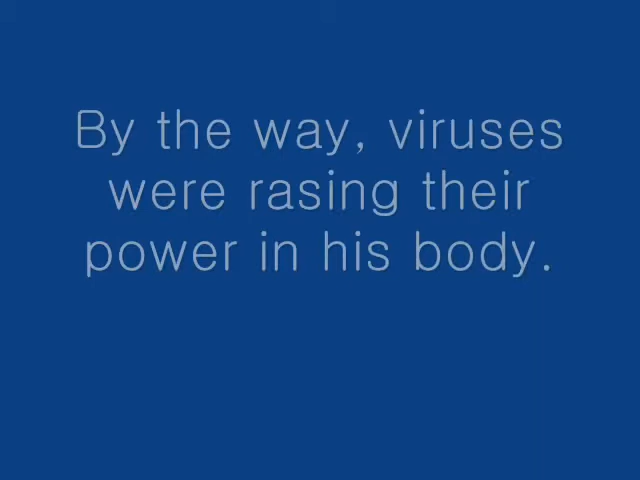 By the way, viruses
were rasing their
power in his body.